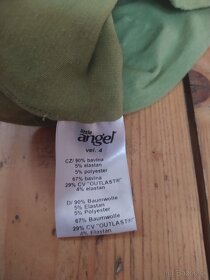 little
angel
vel. 4
CZ/ 90% bavlna
5% elastan
5% polyester
67% bavlna
29% CV "OUTLAST®"
4% elastan
D/ 90% Baumwolle
5% Elastan
5% Polyester
67% Baumwolle
29% CV "OUTLAST®"
4% Elastan